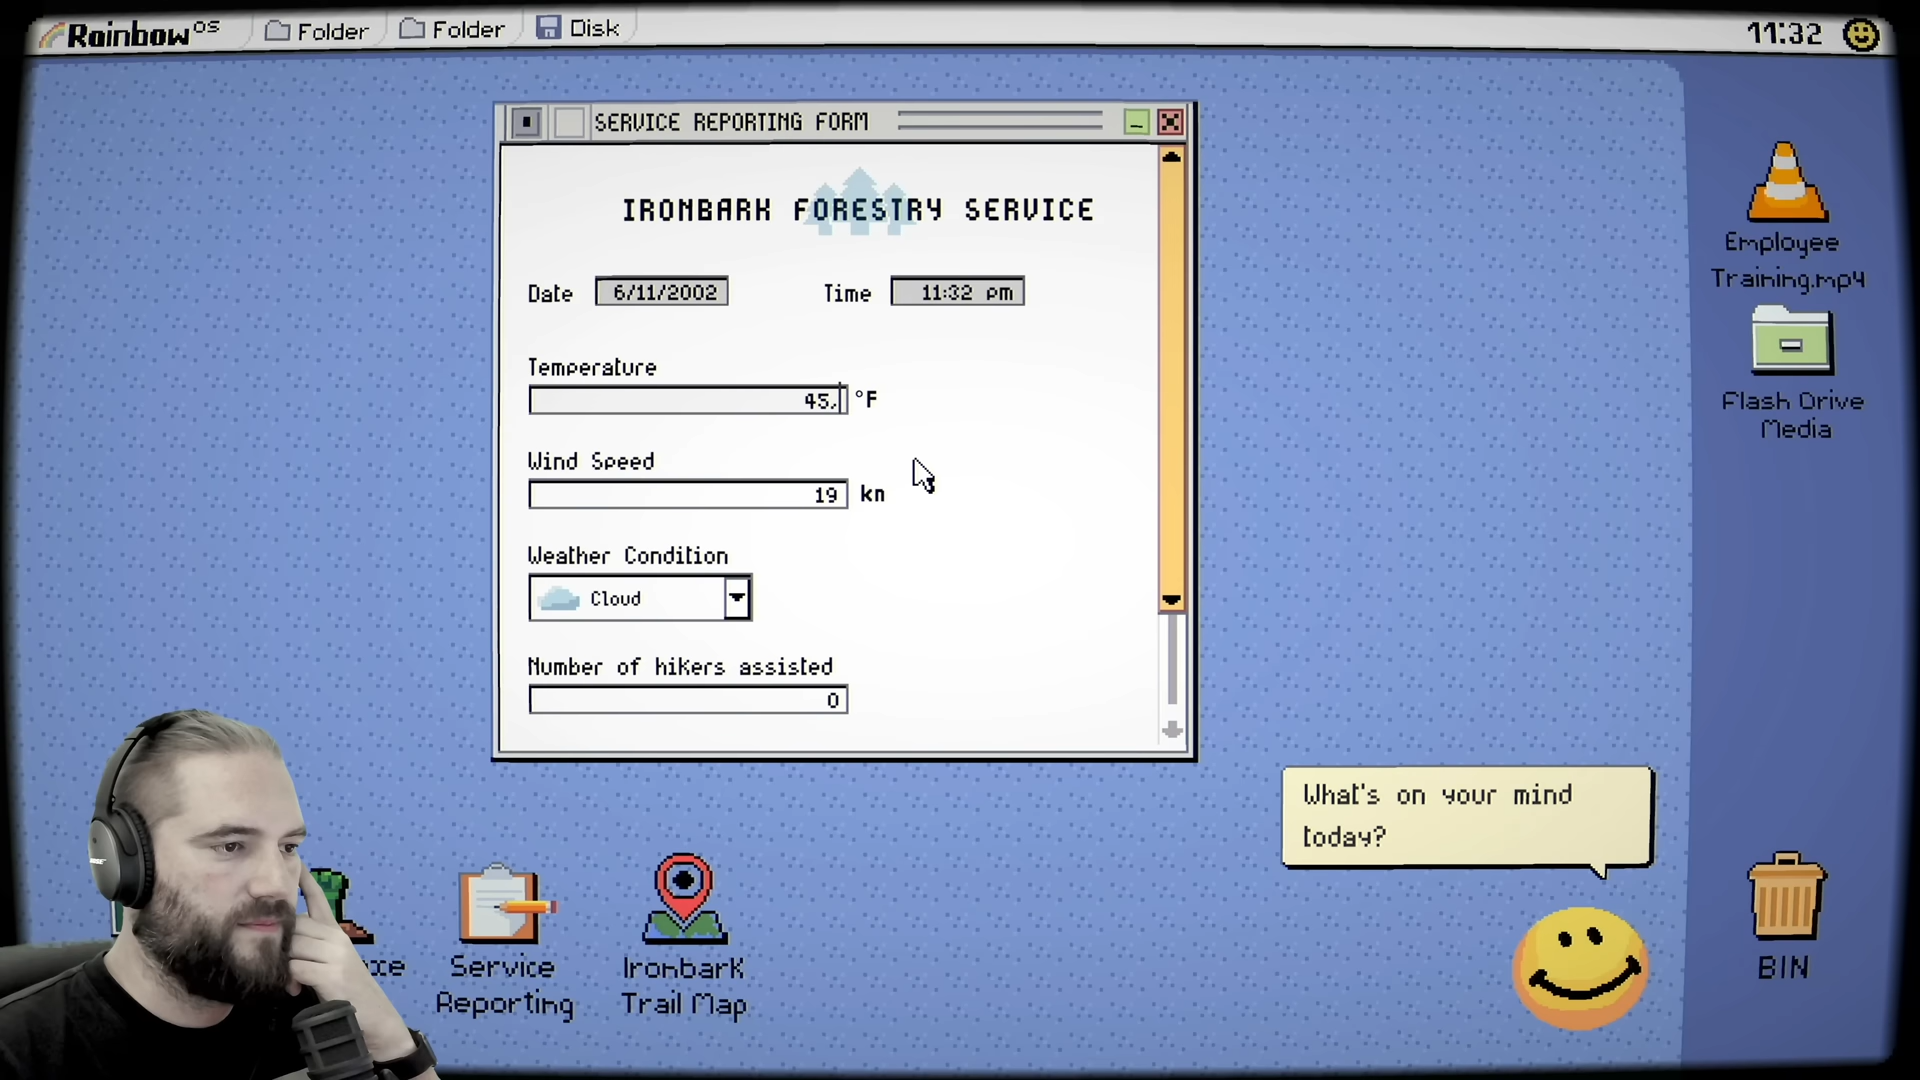 Rainbow OS
Folder
Folder
Disk
11:32
SERVICE REPORTING FORM
IRONBARK FORESTRY SERVICE
Date 6/11/2002 Time 11:32 pm
Temperature
45. °F
Wind Speed
19 kn
Weather Condition
Cloud
Number of hikers assisted
0
Employee
Training.mp4
Flash Drive
Media
What's on your mind
today?
Service
Reporting
Ironbark
Trail Map
BIN